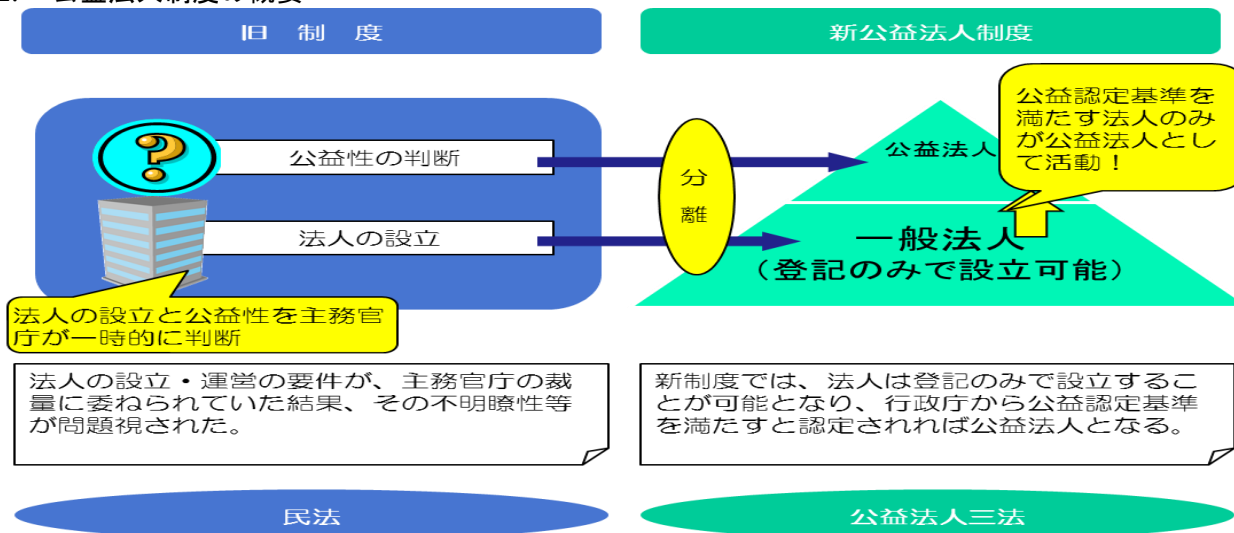 旧制度
新公益法人制度
公益認定基準を
満たす法人のみ
が公益法人とし
て活動！
公益性の判断
公益法人
分
離
法人の設立
一般法人
（登記のみで設立可能）
法人の設立と公益性を主務官
庁が一時的に判断
法人の設立・運営の要件が、主務官庁の裁
量に委ねられていた結果、その不明瞭性等
が問題視された。
新制度では、法人は登記のみで設立するこ
とが可能となり、行政庁から公益認定基準
を満たすと認定されれば公益法人となる。
民法
公益法人三法